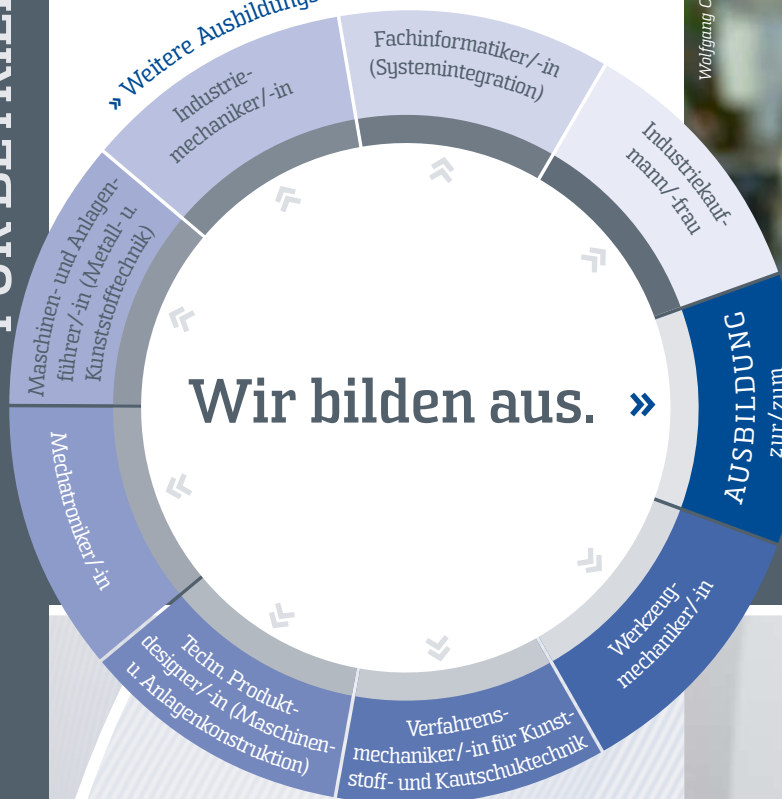 » Weitere Ausbildungs
Fachinformatiker/-in
(Systemintegration)
Industriekauf-
mann/-frau
AUSBILDUNG
zur/zum
Werkzeug-
mechaniker/-in
Verfahrens-
mechaniker/-in für Kunst-
stoff- und Kautschuktechnik
Techn. Produkt-
designer/-in (Maschinen-
u. Anlagenkonstruktion)
Mechatroniker/-in
Maschinen- und Anlagen-
führer/-in (Metall- u.
Kunststofftechnik)
Industrie-
mechaniker/-in
Wir bilden aus. »
Wolfgang